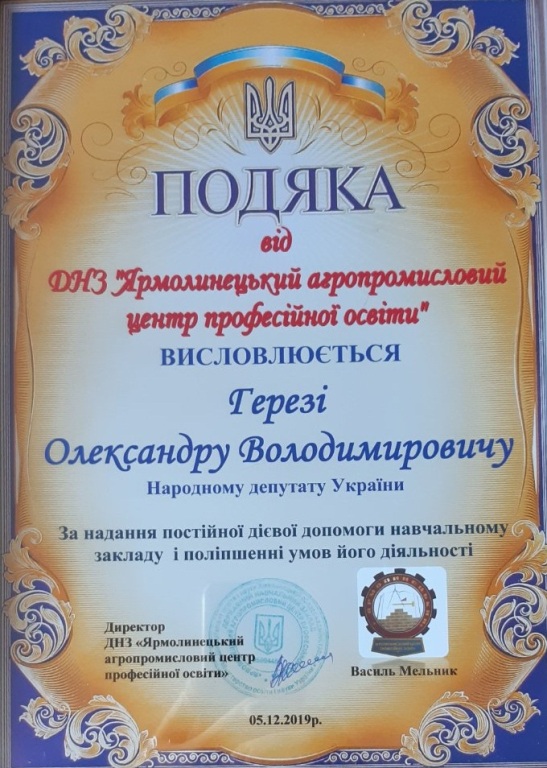 ПОДЯКА
від
ДНЗ "Ярмолинецький агропромисловий
центр професійної освіти"
ВИСЛОВЛЮЄТЬСЯ
Герезі
Олександру Володимировичу
Народному депутату України
За надання постійної дієвої допомоги навчальному
закладу і поліпшенні умов його діяльності
Директор
ДНЗ «Ярмолинецький
агропромисловий центр
професійної освіти»
Василь Мельник
05.12.2019р.